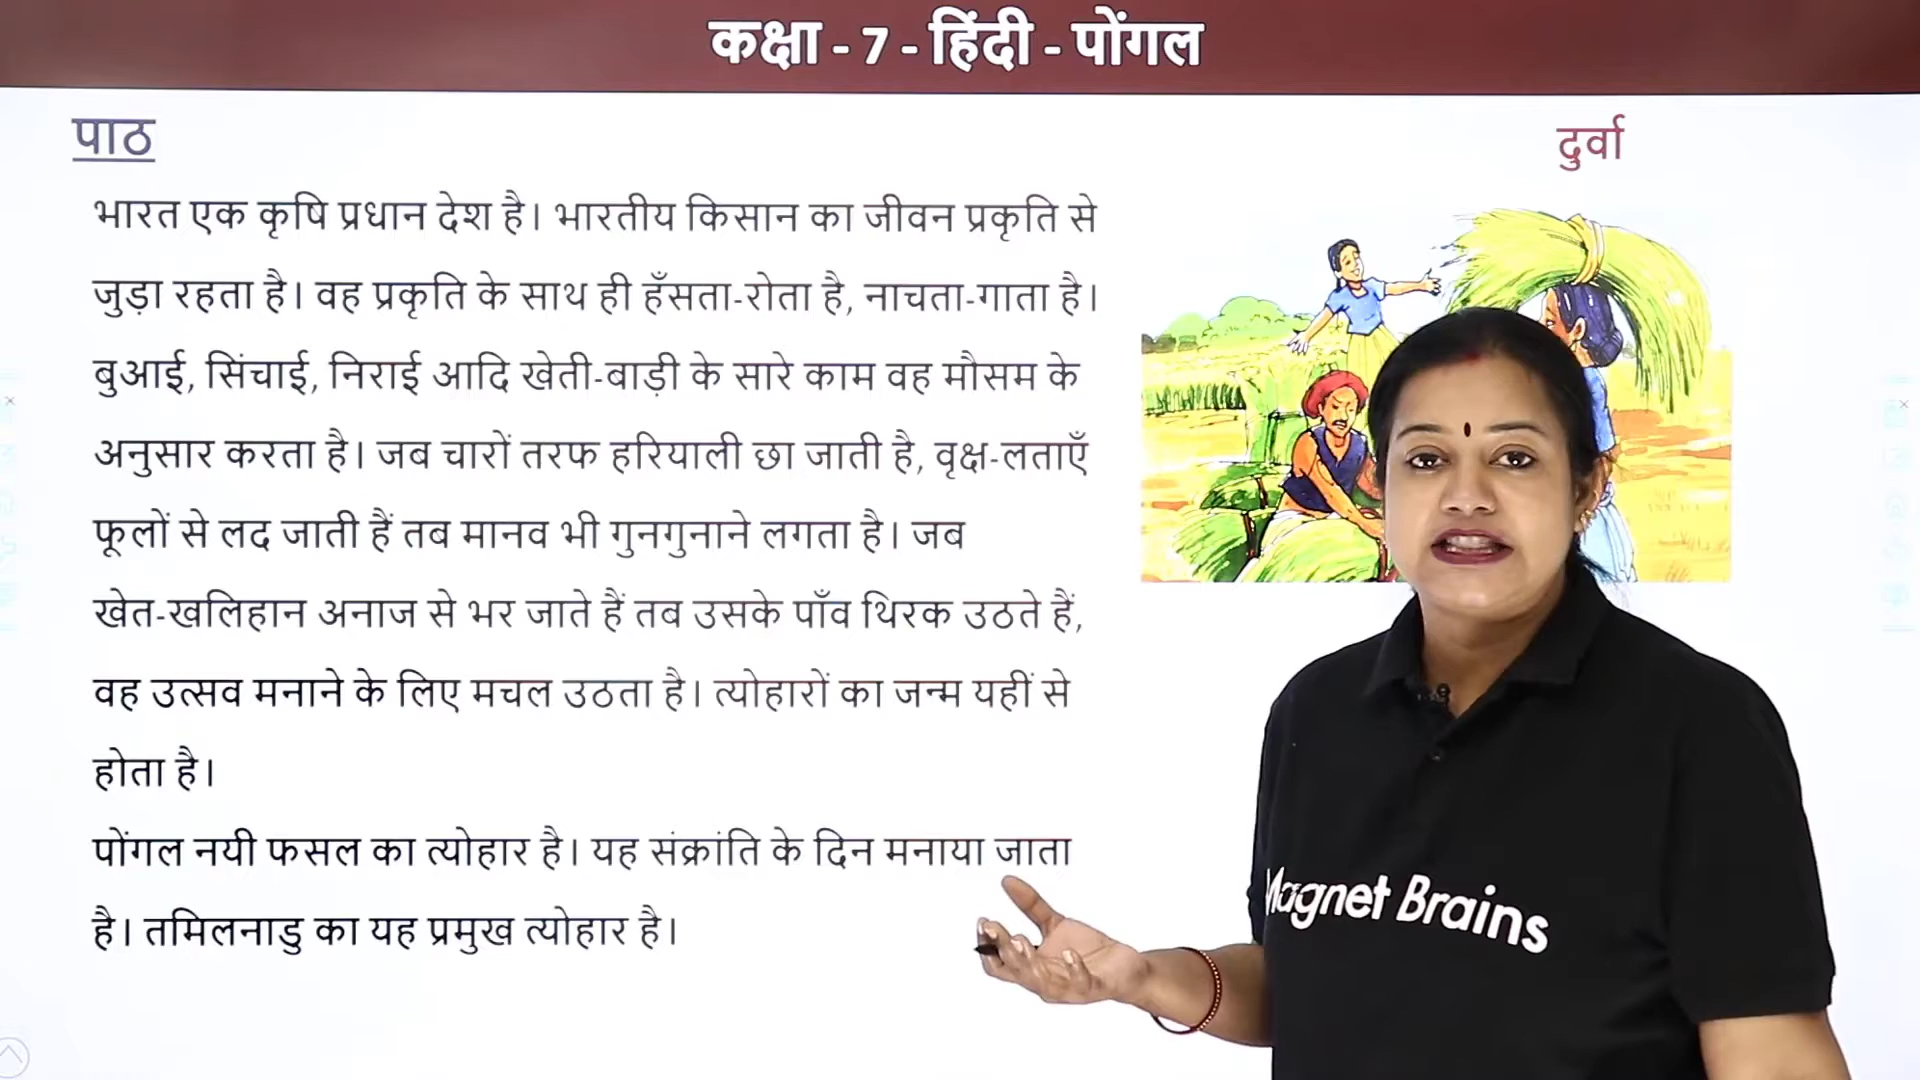 कक्षा - 7 - हिंदी - पोंगल
पाठ
दुर्वा
भारत एक कृषि प्रधान देश है। भारतीय किसान का जीवन प्रकृति से
जुड़ा रहता है। वह प्रकृति के साथ ही हँसता-रोता है, नाचता-गाता है।
बुआई, सिंचाई, निराई आदि खेती-बाड़ी के सारे काम वह मौसम के
अनुसार करता है। जब चारों तरफ हरियाली छा जाती है, वृक्ष-लताएँ
फूलों से लद जाती हैं तब मानव भी गुनगुनाने लगता है। जब
खेत-खलिहान अनाज से भर जाते हैं तब उसके पाँव थिरक उठते हैं,
वह उत्सव मनाने के लिए मचल उठता है। त्योहारों का जन्म यहीं से
होता है।
पोंगल नयी फसल का त्योहार है। यह संक्रांति के दिन मनाया जाता
है। तमिलनाडु का यह प्रमुख त्योहार है।
Magnet Brains